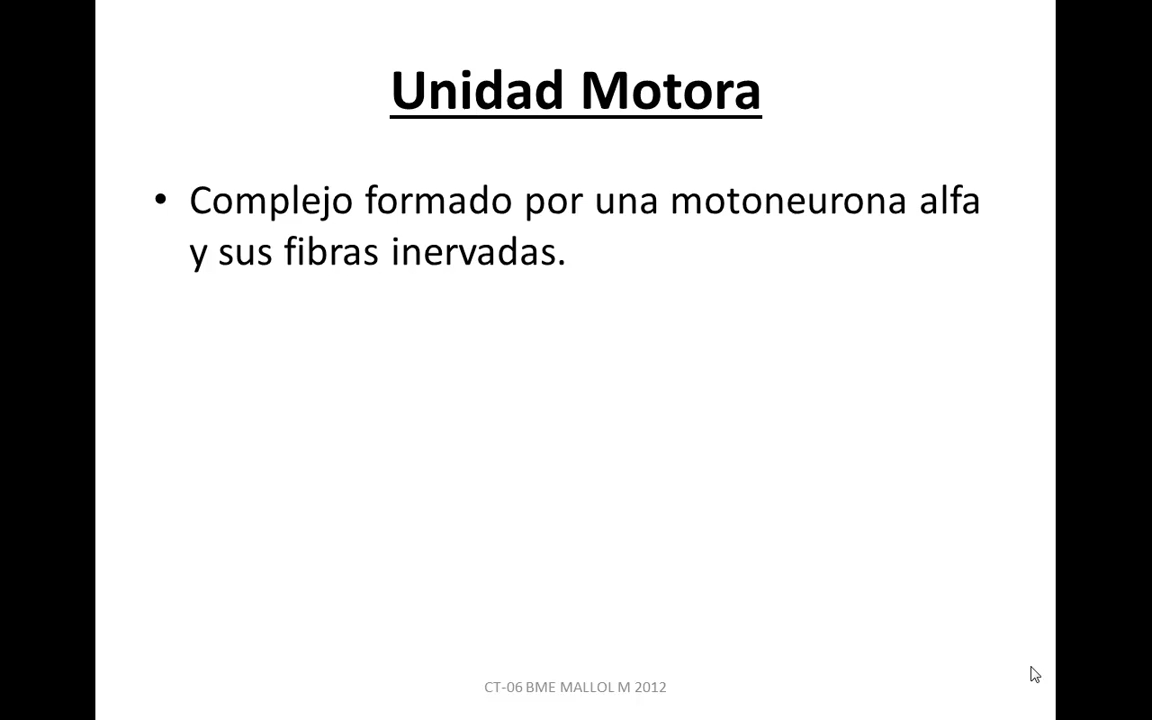 Unidad Motora
• Complejo formado por una motoneurona alfa
y sus fibras inervadas.
CT-06 BME MALLOL M 2012